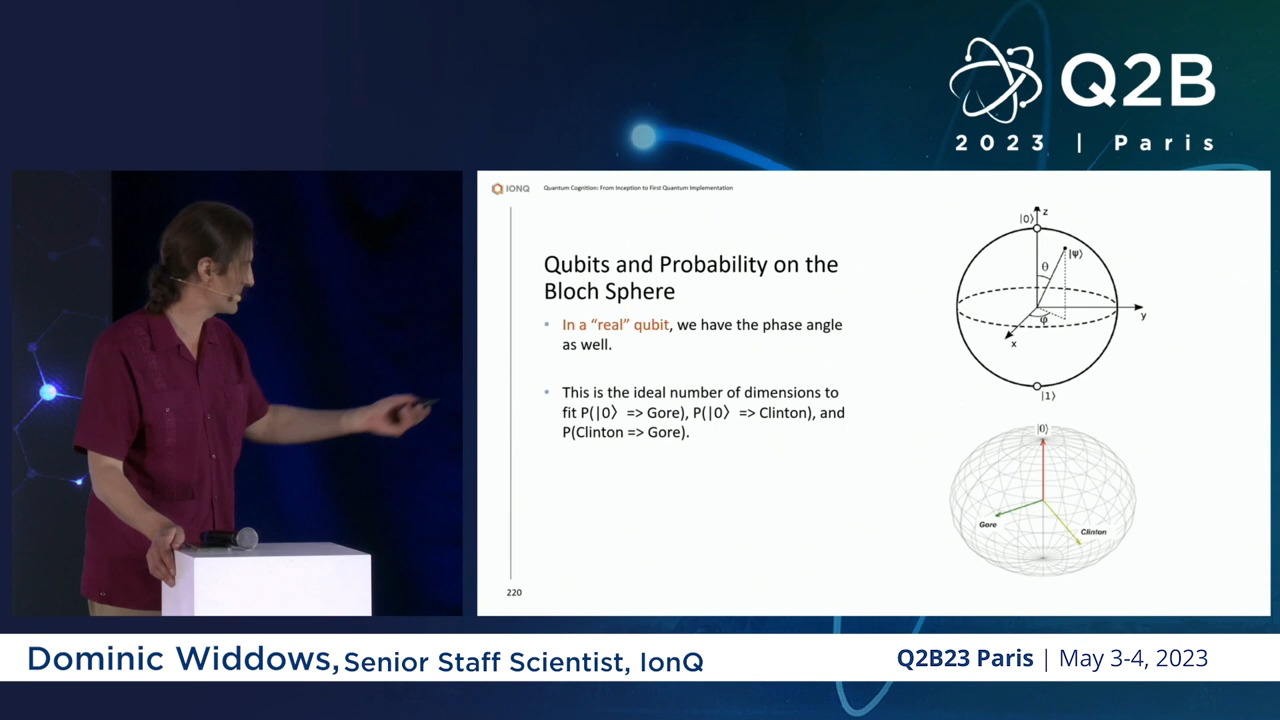 Q2B
2023 | Paris
IONQ
Quantum Cognition: From Inception to First Quantum Implementation
Qubits and Probability on the
Bloch Sphere
• In a “real” qubit, we have the phase angle
as well.
• This is the ideal number of dimensions to
fit P(|0⟩ => Gore), P(|0⟩ => Clinton), and
P(Clinton => Gore).
220
|0⟩
z
|ψ⟩
θ
φ
y
x
|1⟩
|0⟩
Gore
Clinton
Dominic Widdows, Senior Staff Scientist, IonQ
Q2B23 Paris | May 3-4, 2023